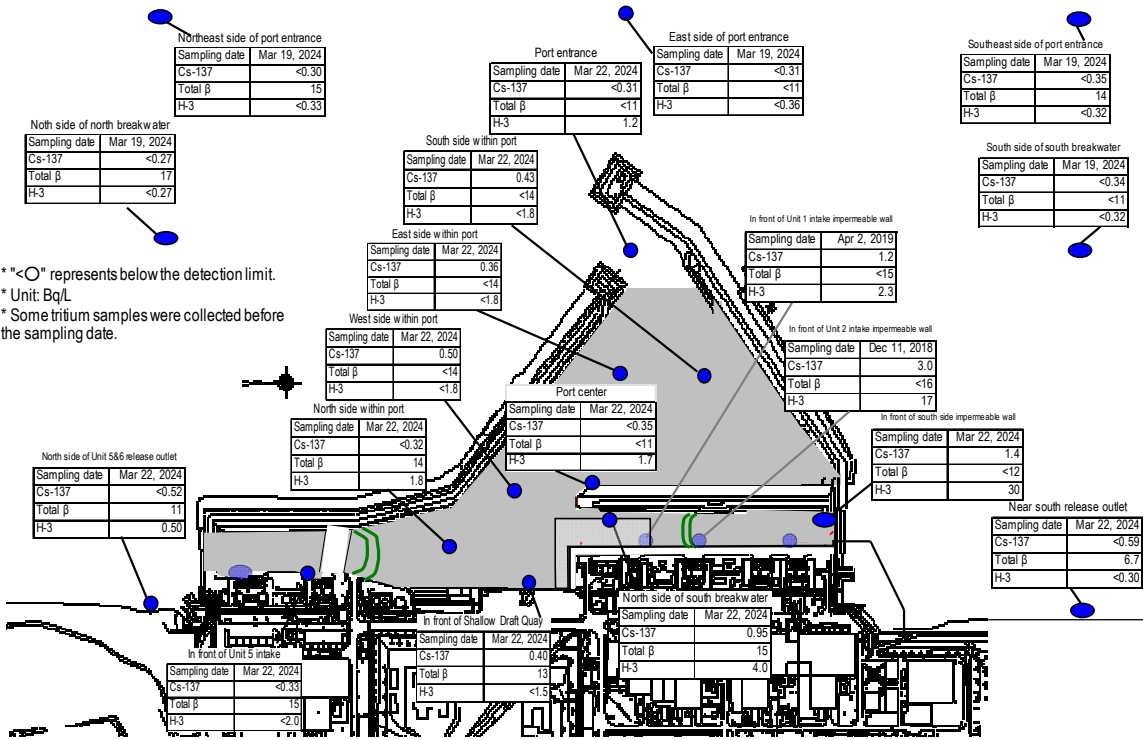 Northeast side of port entrance
Sampling date Mar 19, 2024
Cs-137 <0.30
Total β 15
H-3 <0.33
East side of port entrance
Sampling date Mar 19, 2024
Cs-137 <0.31
Total β <11
H-3 <0.36
Southeast side of port entrance
Sampling date Mar 19, 2024
Cs-137 <0.35
Total β 14
H-3 <0.32
Port entrance
Sampling date Mar 22, 2024
Cs-137 <0.31
Total β <11
H-3 1.2
Noth side of north breakwater
Sampling date Mar 19, 2024
Cs-137 <0.27
Total β 17
H-3 <0.27
South side within port
Sampling date Mar 22, 2024
Cs-137 0.43
Total β <14
H-3 <1.8
South side of south breakwater
Sampling date Mar 19, 2024
Cs-137 <0.34
Total β <11
H-3 <0.32
In front of Unit 1 intake impermeable wall
Sampling date Apr 2, 2019
Cs-137 1.2
Total β <15
H-3 2.3
East side within port
Sampling date Mar 22, 2024
Cs-137 0.36
Total β <14
H-3 <1.8
* "<○" represents below the detection limit.
* Unit: Bq/L
* Some tritium samples were collected before
the sampling date.
West side within port
Sampling date Mar 22, 2024
Cs-137 0.50
Total β <14
H-3 <1.8
In front of Unit 2 intake impermeable wall
Sampling date Dec 11, 2018
Cs-137 3.0
Total β <16
H-3 17
Port center
Sampling date Mar 22, 2024
Cs-137 <0.35
Total β <11
H-3 1.7
North side within port
Sampling date Mar 22, 2024
Cs-137 <0.32
Total β 14
H-3 1.8
In front of south side impermeable wall
Sampling date Mar 22, 2024
Cs-137 1.4
Total β <12
H-3 30
North side of Unit 5&6 release outlet
Sampling date Mar 22, 2024
Cs-137 <0.52
Total β 11
H-3 0.50
Near south release outlet
Sampling date Mar 22, 2024
Cs-137 <0.59
Total β 6.7
H-3 <0.30
North side of south breakwater
Sampling date Mar 22, 2024
Cs-137 0.95
Total β 15
H-3 4.0
In front of Shallow Draft Quay
Sampling date Mar 22, 2024
Cs-137 0.40
Total β 13
H-3 <1.5
In front of Unit 5 intake
Sampling date Mar 22, 2024
Cs-137 <0.33
Total β 15
H-3 <2.0